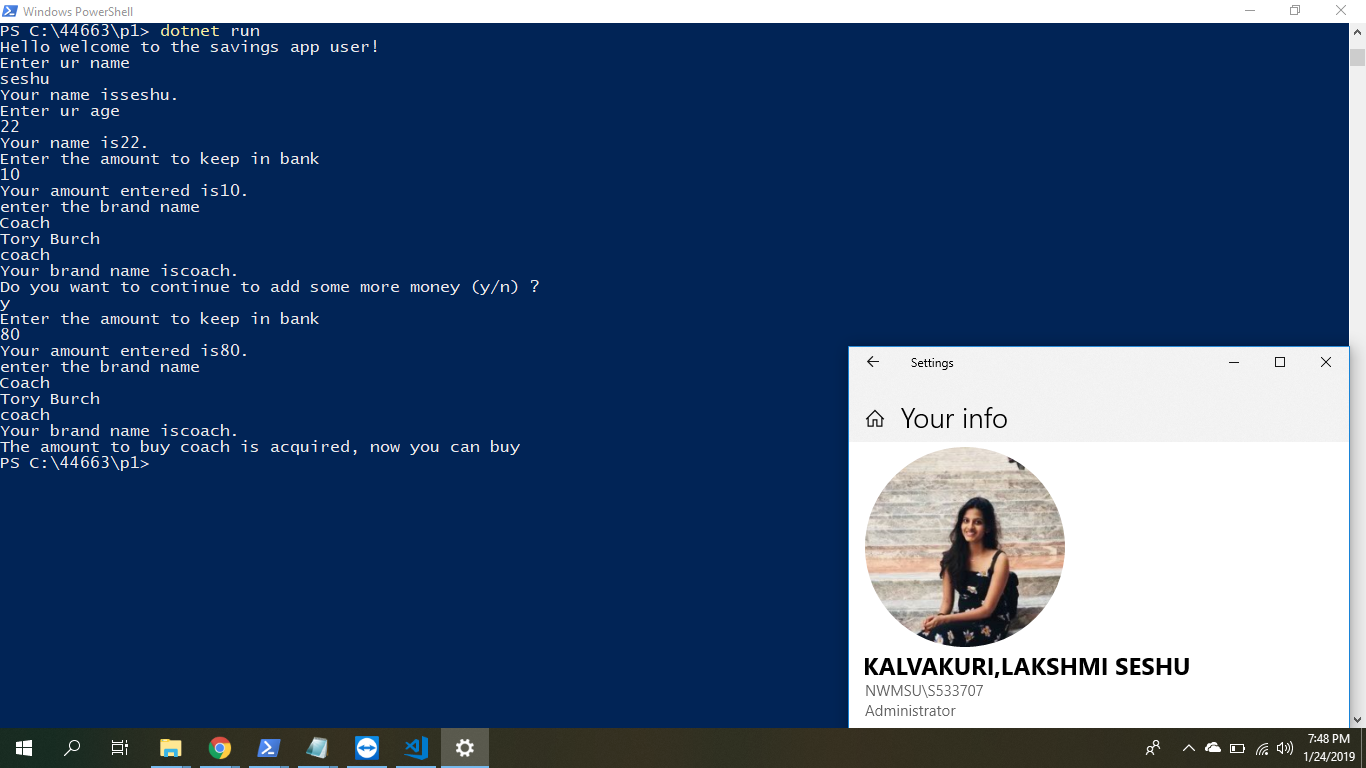 Windows PowerShell
PS C:\44663\p1> dotnet run
Hello welcome to the savings app user!
Enter ur name
seshu
Your name isseshu.
Enter ur age
22
Your name is22.
Enter the amount to keep in bank
10
Your amount entered is10.
enter the brand name
Coach
Tory Burch
coach
Your brand name iscoach.
Do you want to continue to add some more money (y/n) ?
y
Enter the amount to keep in bank
80
Your amount entered is80.
enter the brand name
Coach
Tory Burch
coach
Your brand name iscoach.
The amount to buy coach is acquired, now you can buy
PS C:\44663\p1>
Settings
Your info
KALVAKURI,LAKSHMI SESHU
NWMSU\S533707
Administrator
7:48 PM
1/24/2019